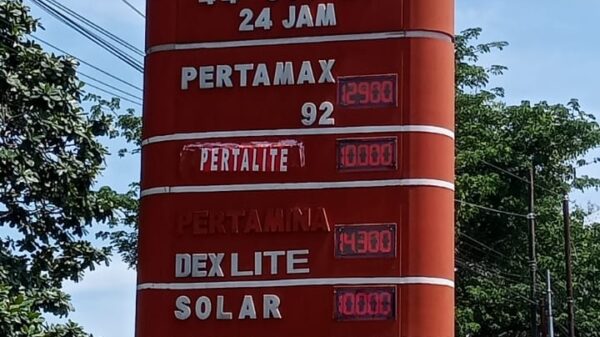 24 JAM
PERTAMAX 12900
92
PERTALITE 10000
PERTAMINA
DEXLITE 14300
SOLAR 10000